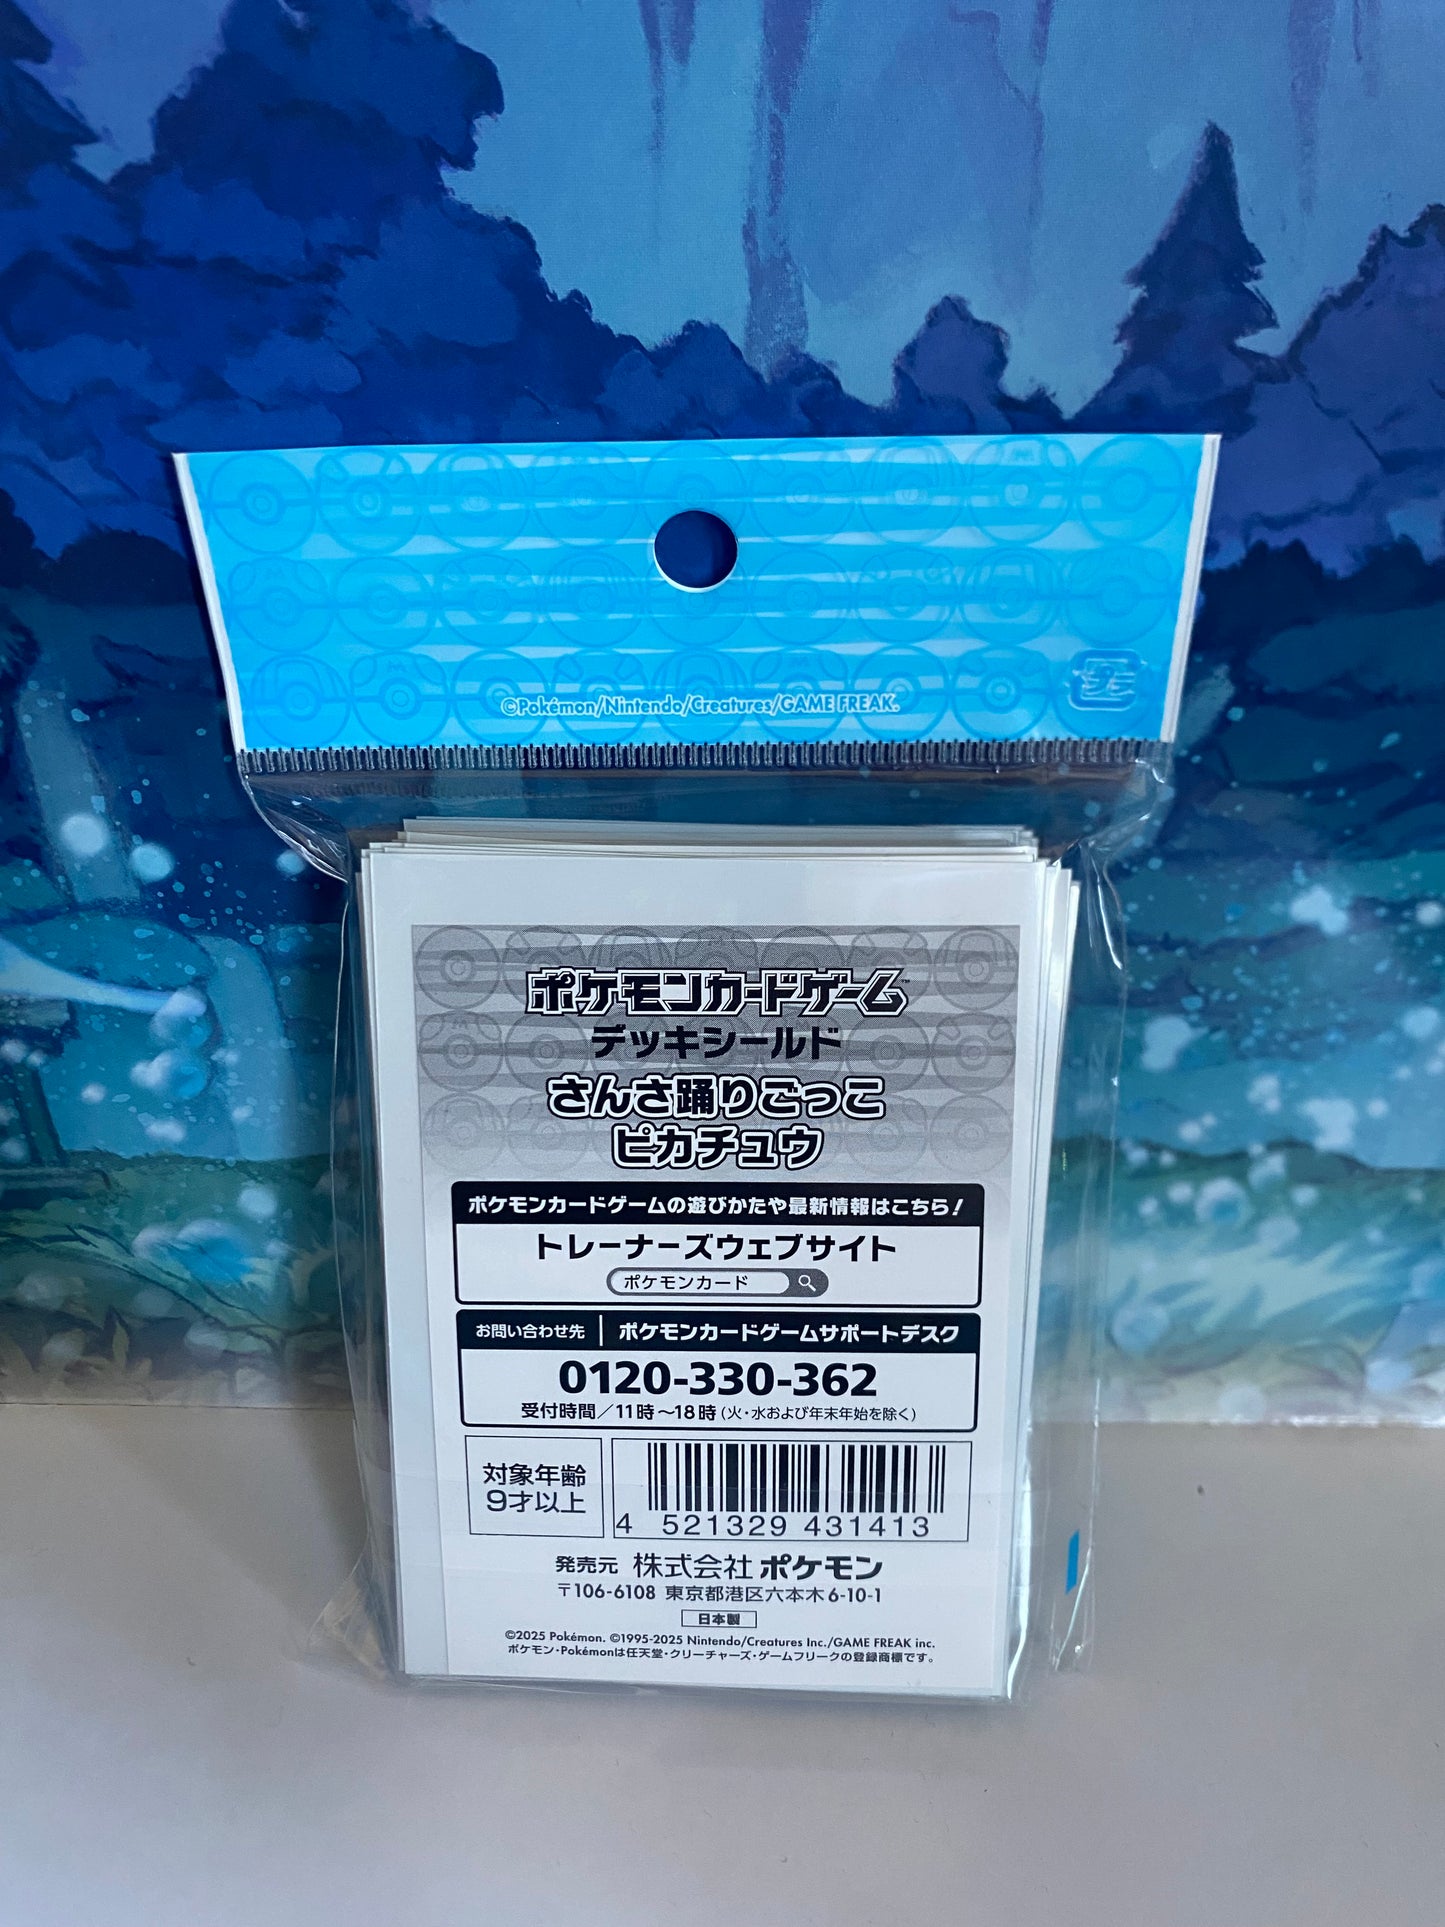 ©Pokémon/Nintendo/Creatures/GAME FREAK.
プラ
ポケモンカードゲーム™
デッキシールド
さんさ踊りごっこ
ピカチュウ
ポケモンカードゲームの遊びかたや最新情報はこちら!
トレーナーズウェブサイト
ポケモンカード
お問い合わせ先 | ポケモンカードゲームサポートデスク
0120-330-362
受付時間/11時~18時(火・水および年末年始を除く)
対象年齢
9才以上
4 521329 431413
発売元 株式会社ポケモン
〒106-6108 東京都港区六本木6-10-1
日本製
©2025 Pokémon. ©1995-2025 Nintendo/Creatures Inc./GAME FREAK inc.
ポケモン・Pokémonは任天堂・クリーチャーズ・ゲームフリークの登録商標です。